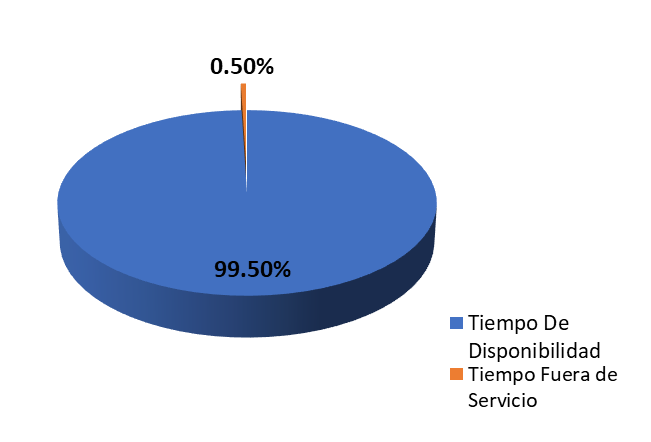 0.50%
99.50%
Tiempo De
Disponibilidad
Tiempo Fuera de
Servicio